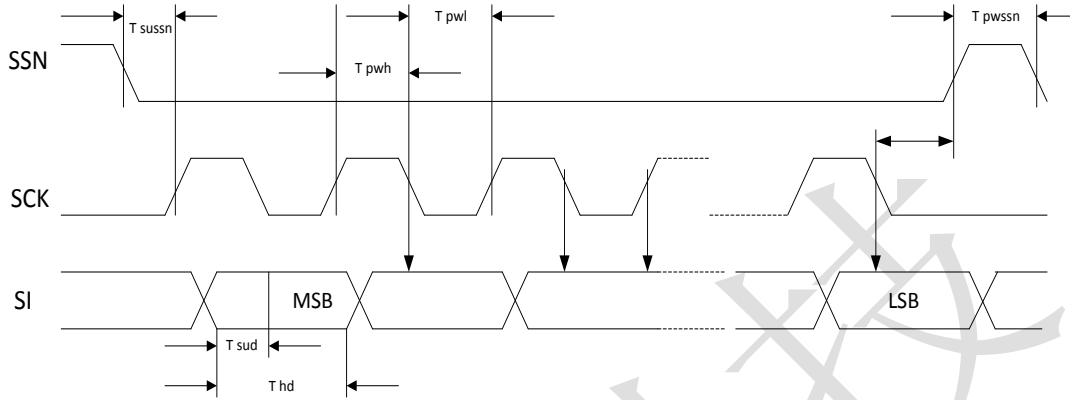 T sussn
T pwl
T pwssn
SSN
T pwh
SCK
SI
MSB
LSB
T sud
T hd